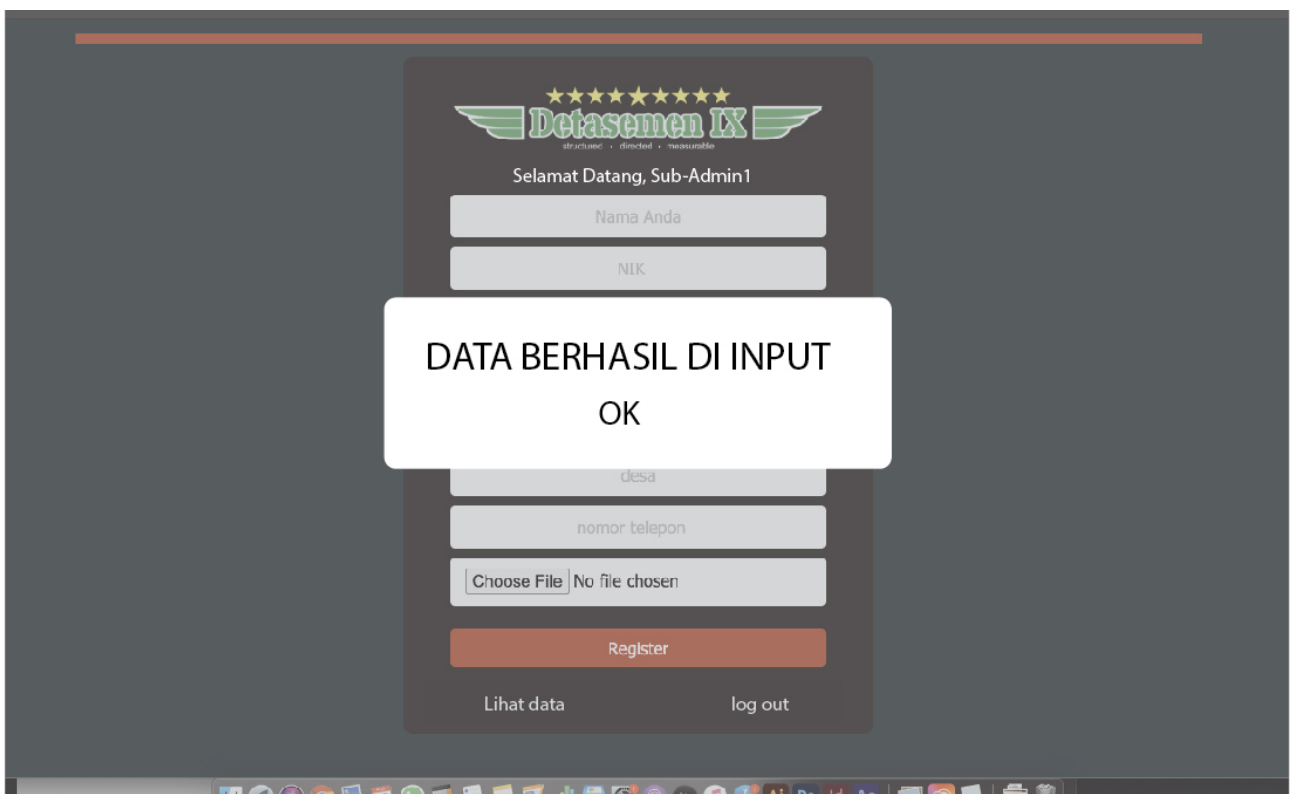 Detasemen IX
structured · directed · measurable
Selamat Datang, Sub-Admin1
Nama Anda
NIK
DATA BERHASIL DI INPUT
OK
desa
nomor telepon
Choose File No file chosen
Register
Lihat data log out